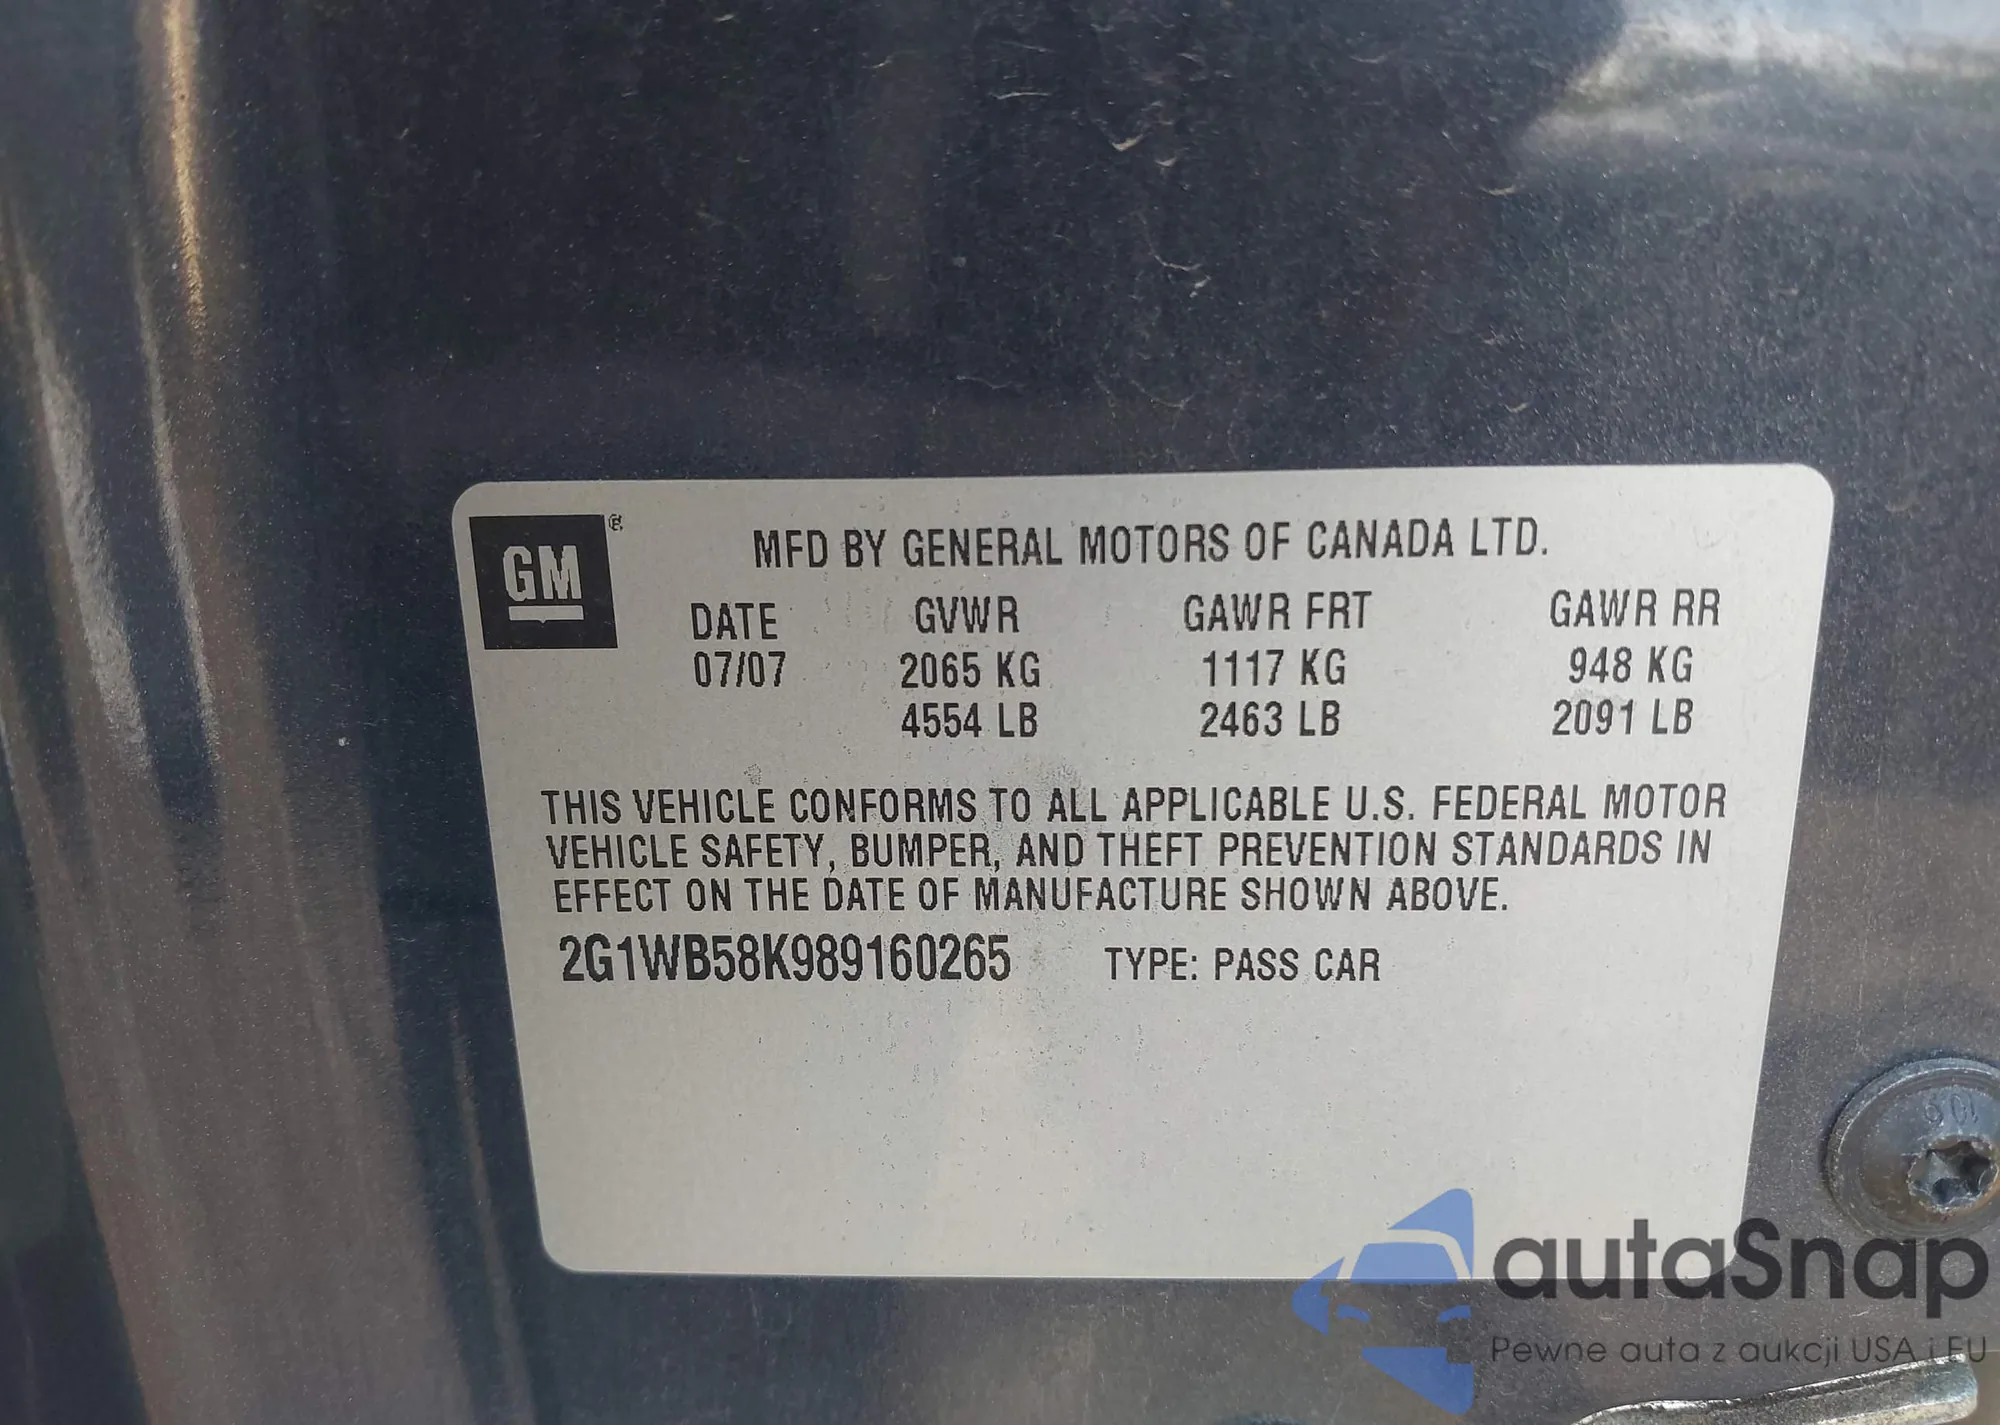 GM ®
MFD BY GENERAL MOTORS OF CANADA LTD.
DATE GVWR GAWR FRT GAWR RR
07/07 2065 KG 1117 KG 948 KG
4554 LB 2463 LB 2091 LB
THIS VEHICLE CONFORMS TO ALL APPLICABLE U.S. FEDERAL MOTOR
VEHICLE SAFETY, BUMPER, AND THEFT PREVENTION STANDARDS IN
EFFECT ON THE DATE OF MANUFACTURE SHOWN ABOVE.
2G1WB58K989160265 TYPE: PASS CAR
10.9
autaSnap
Pewne auta z aukcji USA i EU